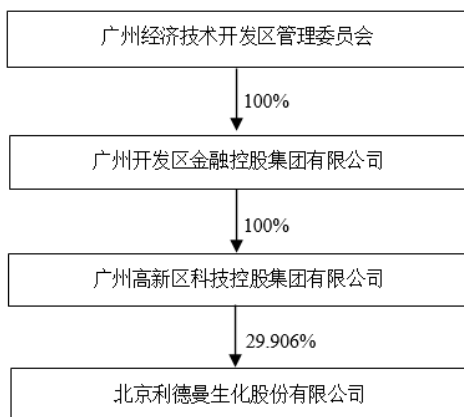 广州经济技术开发区管理委员会
100%
广州开发区金融控股集团有限公司
100%
广州高新区科技控股集团有限公司
29.906%
北京利德曼生化股份有限公司